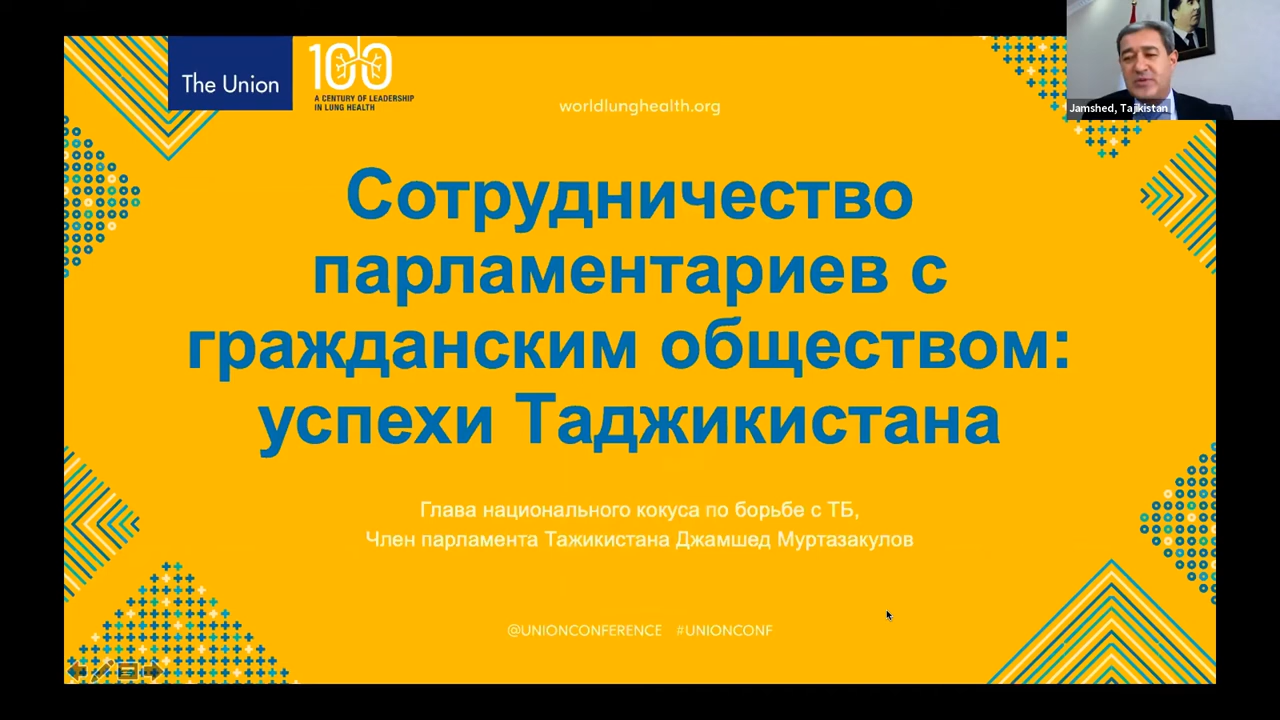 The Union
100
A CENTURY OF LEADERSHIP
IN LUNG HEALTH
worldlunghealth.org
Jamshed, Tajikistan
Сотрудничество
парламентариев с
гражданским обществом:
успехи Таджикистана
Глава национального кокуса по борьбе с ТБ,
Член парламента Тажикистана Джамшед Муртазакулов
@UNIONCONFERENCE #UNIONCONF